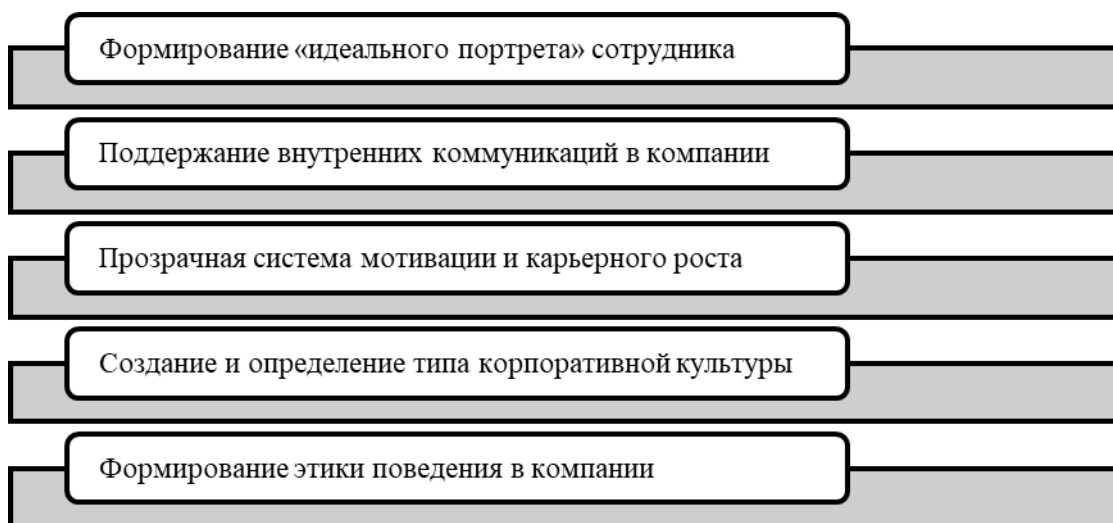 Формирование «идеального портрета» сотрудника
Поддержание внутренних коммуникаций в компании
Прозрачная система мотивации и карьерного роста
Создание и определение типа корпоративной культуры
Формирование этики поведения в компании